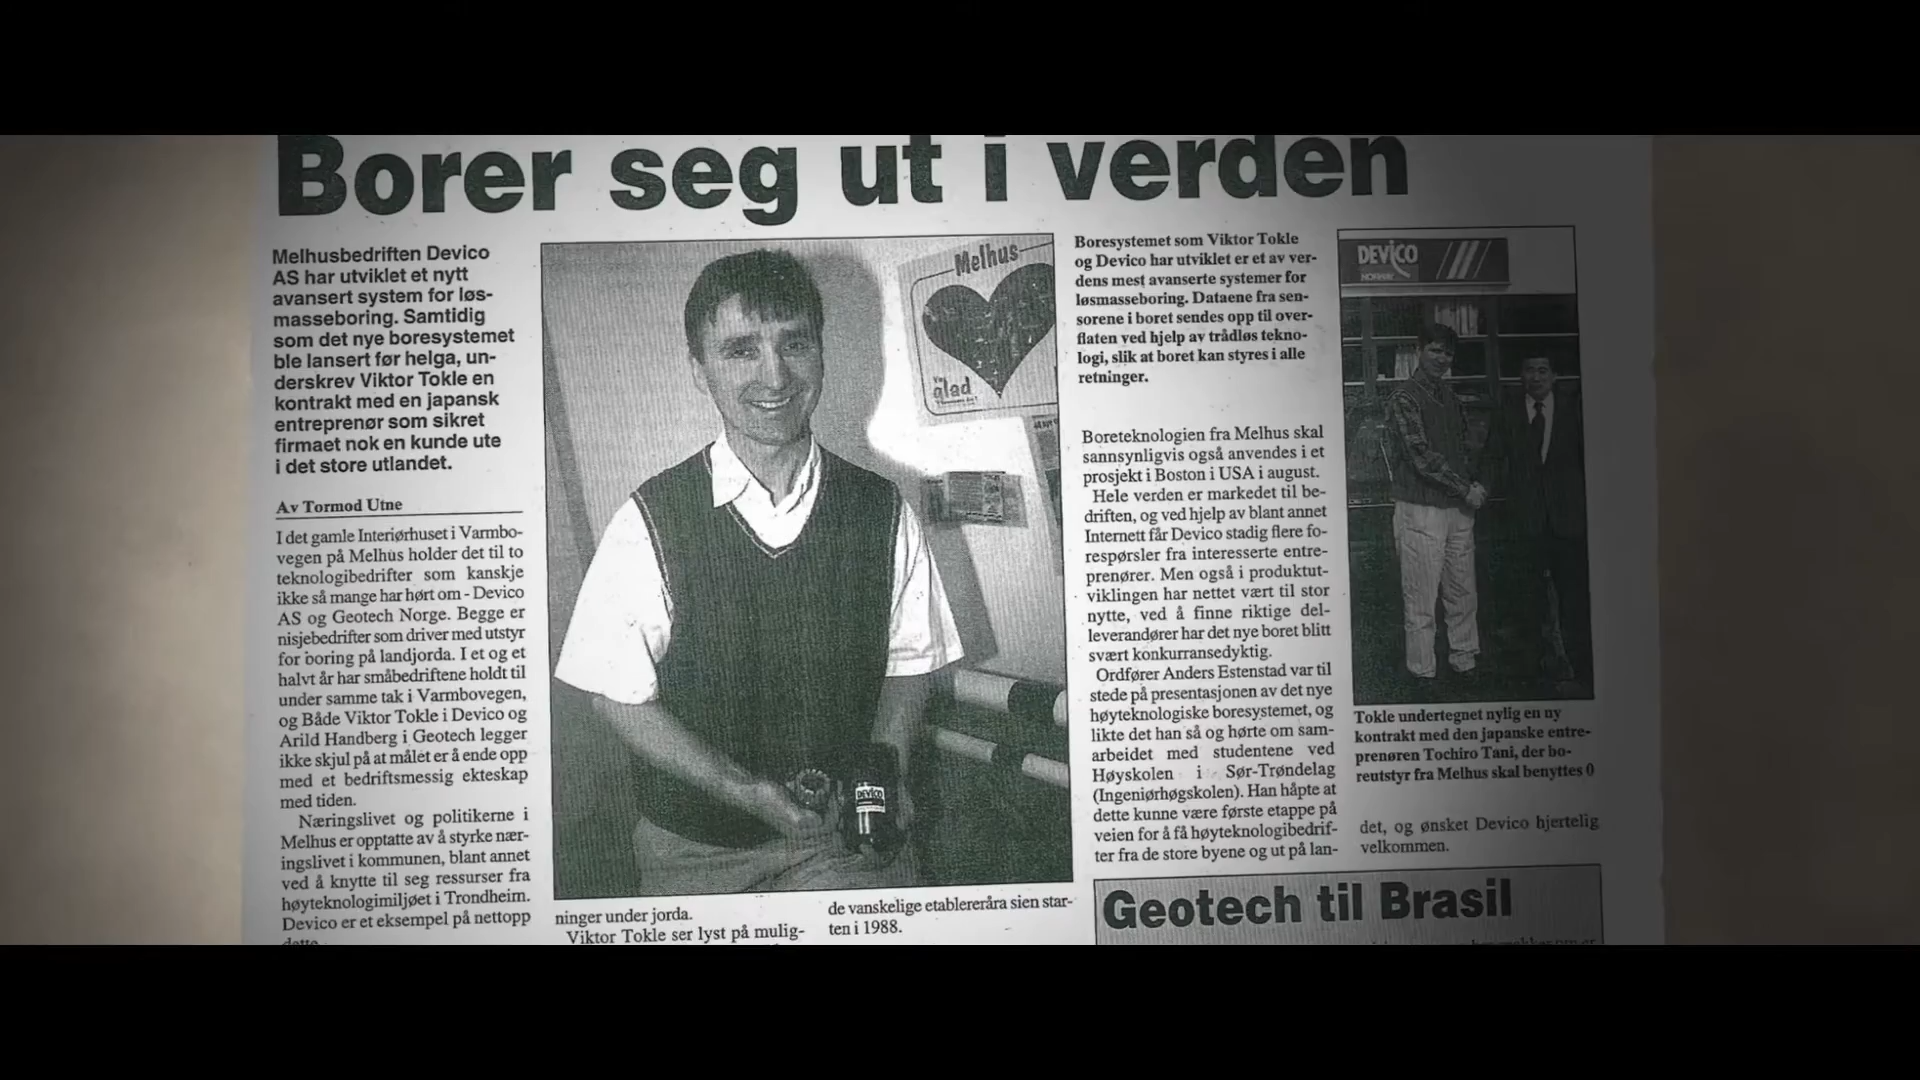 Borer seg ut i verden
Melhusbedriften Devico
AS har utviklet et nytt
avansert system for løs-
masseboring. Samtidig
som det nye boresystemet
ble lansert før helga, un-
derskrev Viktor Tokle en
kontrakt med en japansk
entreprenør som sikret
firmaet nok en kunde ute
i det store utlandet.
Av Tormod Utne
I det gamle Interiørhuset i Varmbo-
vegen på Melhus holder det til to
teknologibedrifter som kanskje
ikke så mange har hørt om - Devico
AS og Geotech Norge. Begge er
nisjebedrifter som driver med utstyr
for boring på landjorda. I et og et
halvt år har småbedriftene holdt til
under samme tak i Varmbovegen,
og Både Viktor Tokle i Devico og
Arild Handberg i Geotech legger
ikke skjul på at målet er å ende opp
med et bedriftsmessig ekteskap
med tiden.
Næringslivet og politikerne i
Melhus er opptatte av å styrke nær-
ingslivet i kommunen, blant annet
ved å knytte til seg ressurser fra
høyteknologimiljøet i Trondheim.
Devico er et eksempel på nettopp
dette
Melhus
glad
DEVICO
ninger under jorda.
Viktor Tokle ser lyst på mulig-
de vanskelige etablereråra sien star-
ten i 1988.
Boresystemet som Viktor Tokle
og Devico har utviklet er et av ver-
dens mest avanserte systemer for
løsmasseboring. Dataene fra sen-
sorene i boret sendes opp til over-
flaten ved hjelp av trådløs tekno-
logi, slik at boret kan styres i alle
retninger.
Boreteknologien fra Melhus skal
sannsynligvis også anvendes i et
prosjekt i Boston i USA i august.
Hele verden er markedet til be-
driften, og ved hjelp av blant annet
Internett får Devico stadig flere fo-
respørsler fra interesserte entre-
prenører. Men også i produktut-
viklingen har nettet vært til stor
nytte, ved å finne riktige del-
leverandører har det nye boret blitt
svært konkurransedyktig.
Ordfører Anders Estenstad var til
stede på presentasjonen av det nye
høyteknologiske boresystemet, og
likte det han så og hørte om sam-
arbeidet med studentene ved
Høyskolen i Sør-Trøndelag
(Ingeniørhøgskolen). Han håpte at
dette kunne være første etappe på
veien for å få høyteknologibedrif-
ter fra de store byene og ut på lan-
DEVICO
NORWAY
Tokle undertegnet nylig en ny
kontrakt med den japanske entre-
prenøren Tochiro Tani, der bo-
reutstyr fra Melhus skal benyttes 0
det, og ønsket Devico hjertelig
velkommen.
Geotech til Brasil